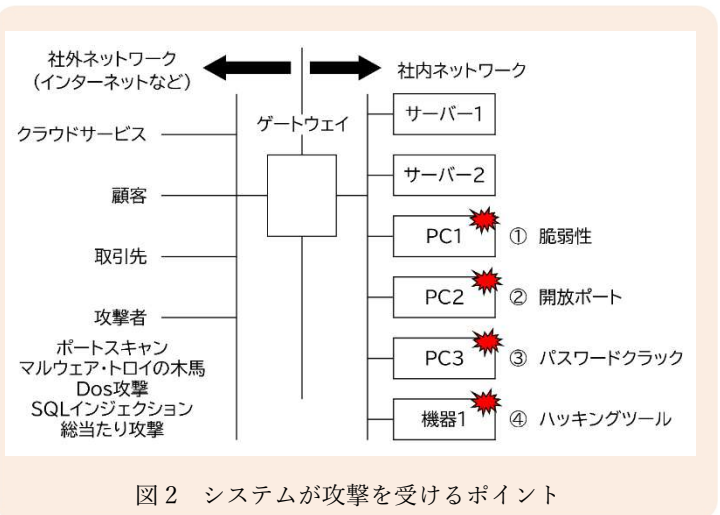 社外ネットワーク
(インターネットなど)
社内ネットワーク
ゲートウェイ
クラウドサービス
顧客
取引先
攻撃者
ポートスキャン
マルウェア・トロイの木馬
Dos攻撃
SQLインジェクション
総当たり攻撃
サーバー1
サーバー2
PC1 ① 脆弱性
PC2 ② 開放ポート
PC3 ③ パスワードクラック
機器1 ④ ハッキングツール
図2 システムが攻撃を受けるポイント